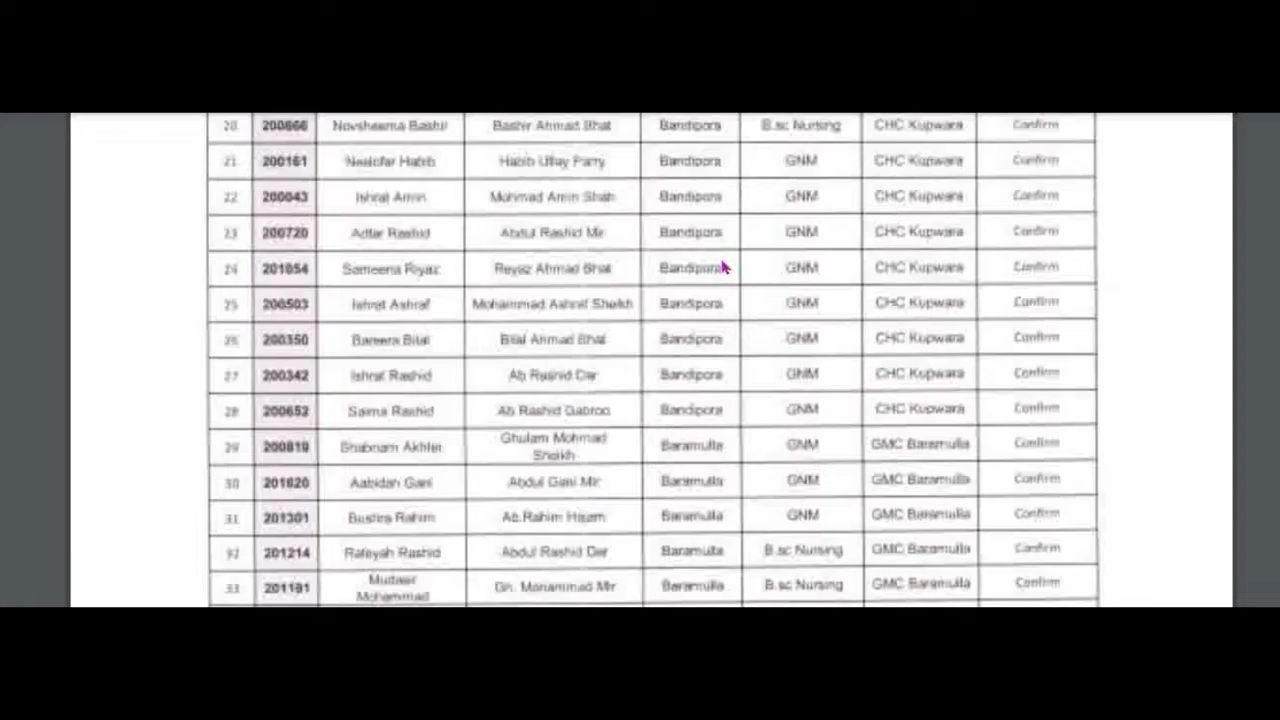 20 200666 Novsheema Bashir Bashir Ahmad Bhat Bandipora B.sc Nursing CHC Kupwara Confirm
21 200161 Neelofar Habib Habib Ullay Parry Bandipora GNM CHC Kupwara Confirm
22 200043 Ishrat Amin Mohmad Amin Shah Bandipora GNM CHC Kupwara Confirm
23 200720 Rashid Abdul Rashid Mir Bandipora GNM CHC Kupwara Confirm
24 201054 Sameena Riyaz Reyaz Ahmad Bhat Bandipora GNM CHC Kupwara Confirm
25 200503 Ishrat Ashraf Mohammad Ashraf Sheikh Bandipora GNM CHC Kupwara Confirm
26 200350 Bareera Bilal Bilal Ahmad Bhat Bandipora GNM CHC Kupwara Confirm
27 200342 Ishrat Rashid Ab Rashid Dar Bandipora GNM CHC Kupwara Confirm
28 200652 Saima Rashid Ab Rashid Gabroo Bandipora GNM CHC Kupwara Confirm
29 200819 Shabnam Akhter Ghulam Mohmad Sheikh Baramulla GNM GMC Baramulla Confirm
30 201620 Aabidah Gani Abdul Gani Mir Baramulla GNM GMC Baramulla Confirm
31 201301 Bushra Rahim Ab.Rahim Baramulla GNM GMC Baramulla Confirm
32 201214 Rafeyah Rashid Abdul Rashid Dar Baramulla B.sc Nursing GMC Baramulla Confirm
33 201191 Mudasir Mohammad Gh. Mohammad Mir Baramulla B.sc Nursing GMC Baramulla Confirm